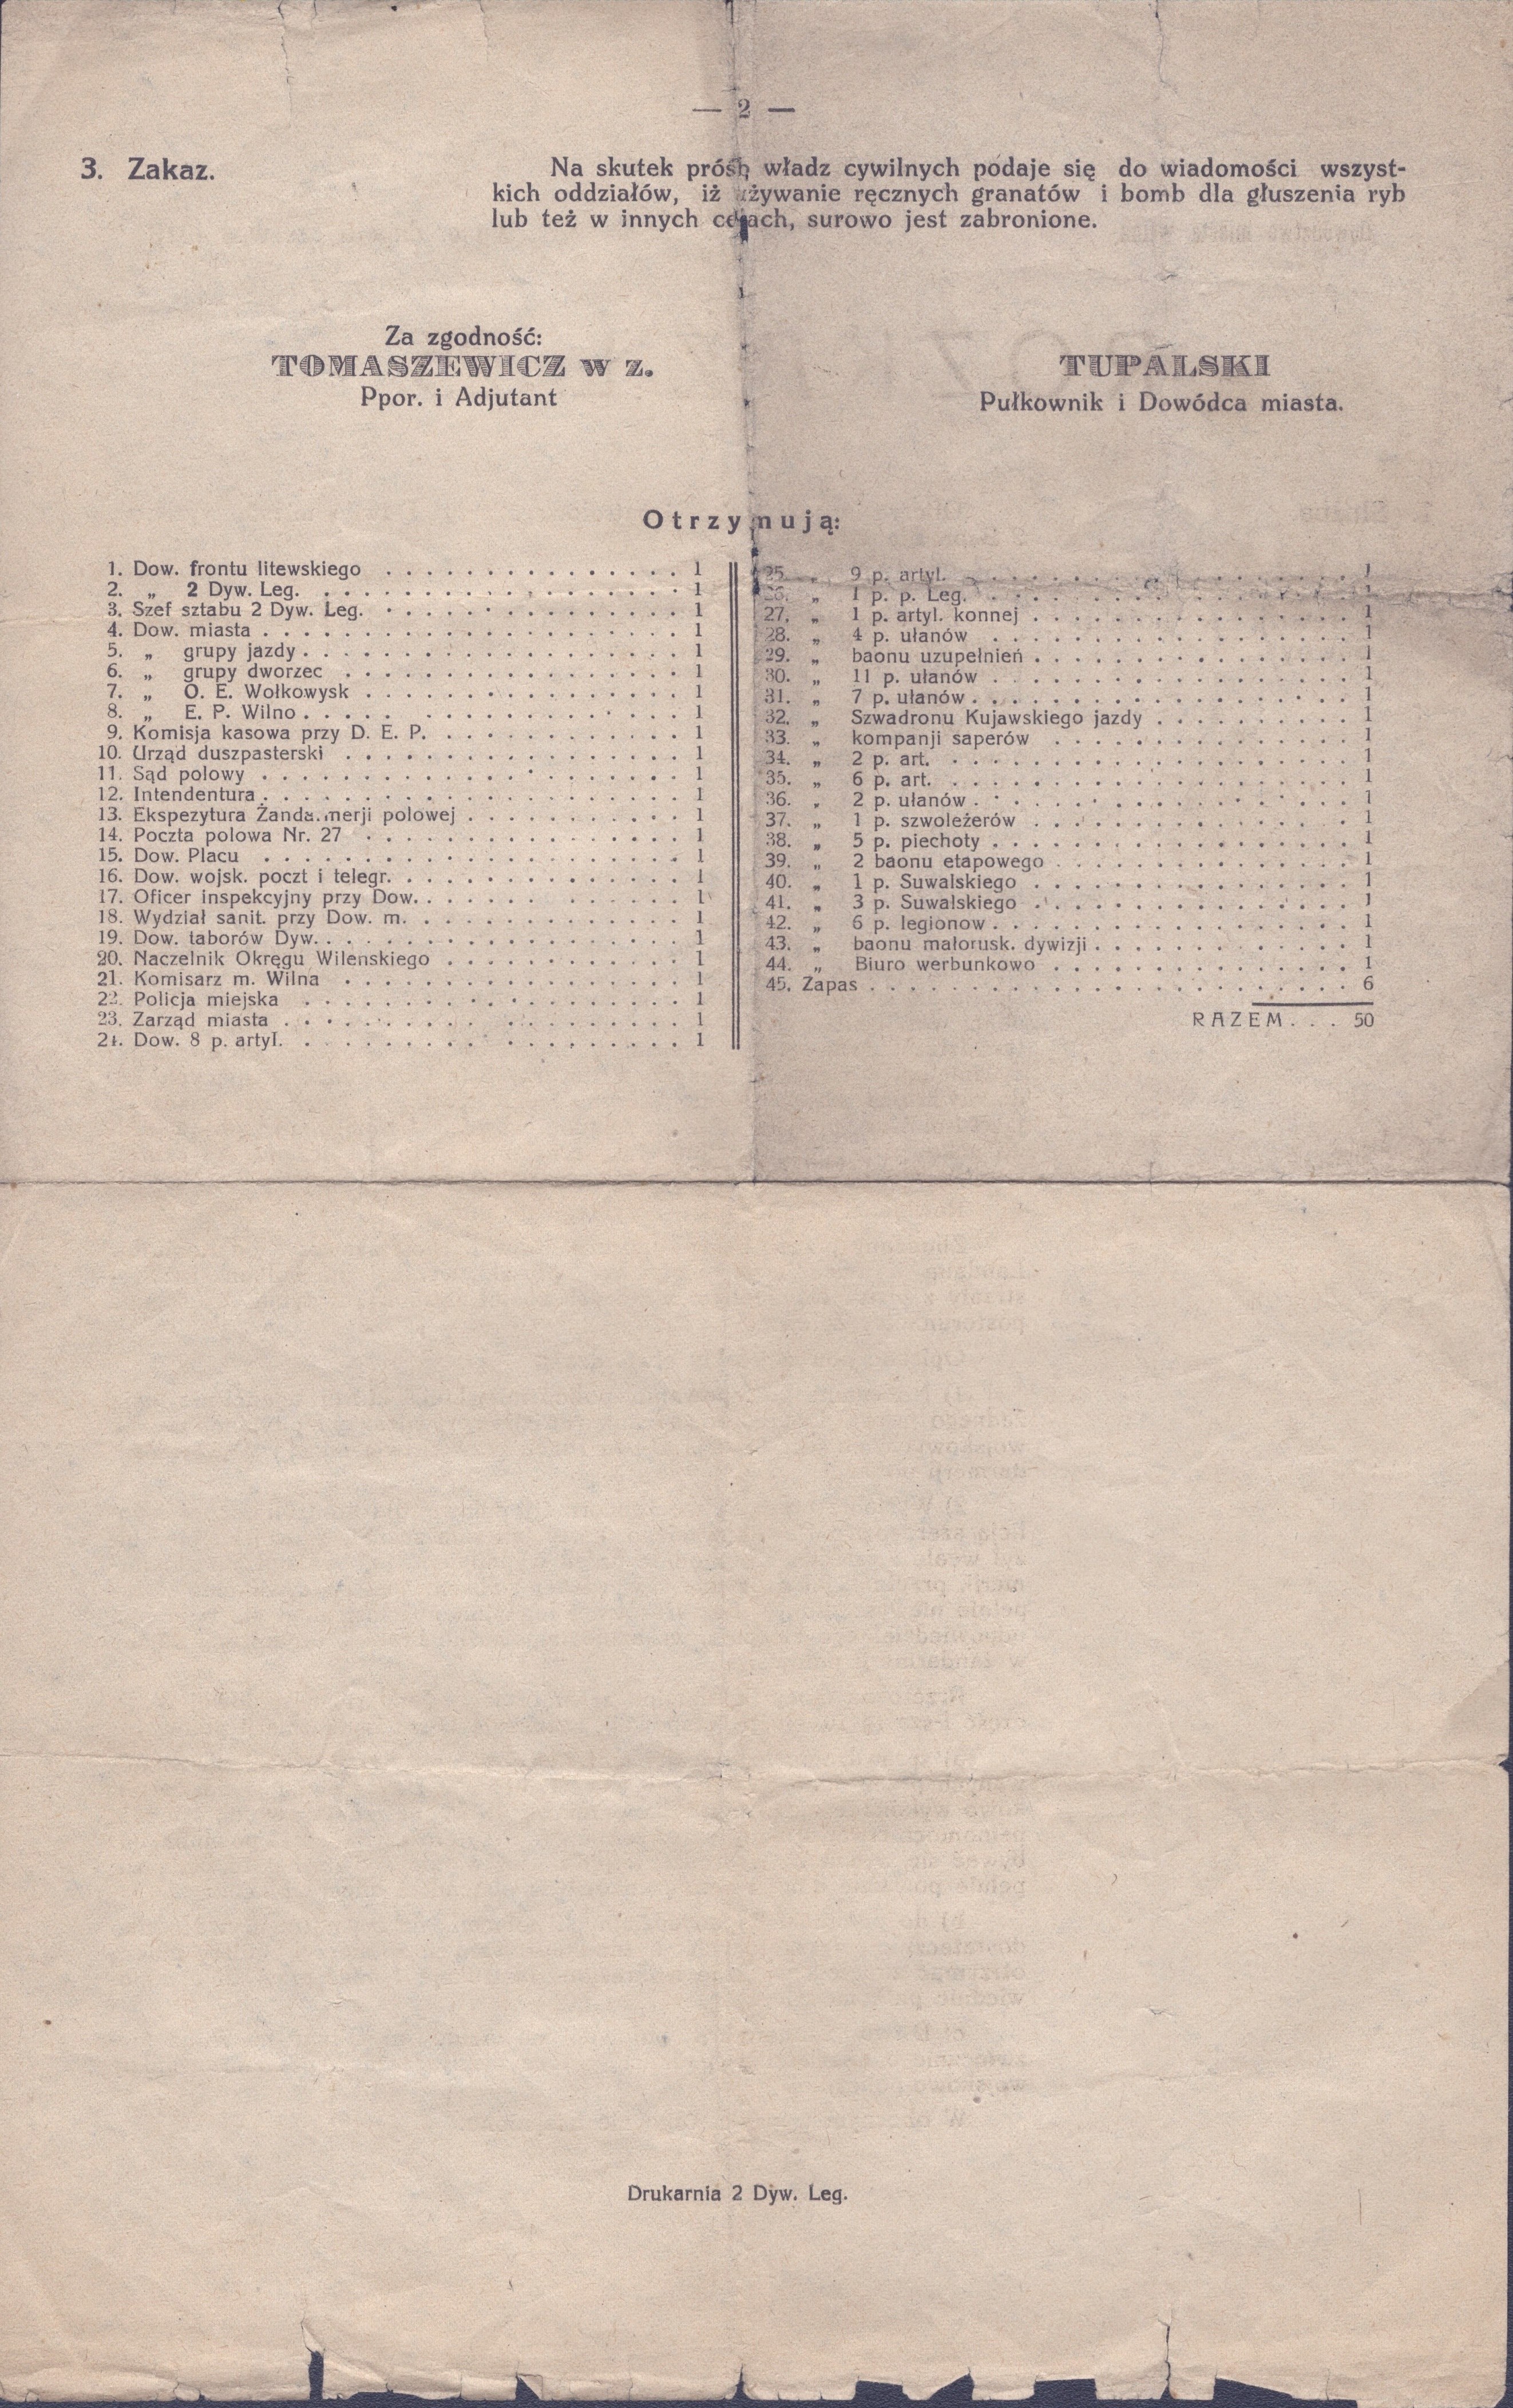 — 2 —
3. Zakaz.
Na skutek próśb władz cywilnych podaje się do wiadomości wszyst-
kich oddziałów, iż używanie ręcznych granatów i bomb dla głuszenia ryb
lub też w innych celach, surowo jest zabronione.
Za zgodność:
TOMASZEWICZ w z.
Ppor. i Adjutant
TUPALSKI
Pułkownik i Dowódca miasta.
Otrzymują:
1. Dow. frontu litewskiego . . . . . . . . . . . . . . . 1
2. „ 2 Dyw. Leg. . . . . . . . . . . . . . . . . . . 1
3. Szef sztabu 2 Dyw. Leg. . . . . . . . . . . . . . . . 1
4. Dow. miasta . . . . . . . . . . . . . . . . . . . . . 1
5. „ grupy jazdy . . . . . . . . . . . . . . . . . . . 1
6. „ grupy dworzec . . . . . . . . . . . . . . . . . 1
7. „ O. E. Wołkowysk . . . . . . . . . . . . . . . . 1
8. „ E. P. Wilno . . . . . . . . . . . . . . . . . . 1
9. Komisja kasowa przy D. E. P. . . . . . . . . . . . . 1
10. Urząd duszpasterski . . . . . . . . . . . . . . . . . 1
11. Sąd polowy . . . . . . . . . . . . . . . . . . . . . 1
12. Intendentura . . . . . . . . . . . . . . . . . . . . . 1
13. Ekspezytura Żandarmerji polowej . . . . . . . . . . . 1
14. Poczta polowa Nr. 27 . . . . . . . . . . . . . . . . 1
15. Dow. Placu . . . . . . . . . . . . . . . . . . . . . 1
16. Dow. wojsk. poczt i telegr. . . . . . . . . . . . . . . 1
17. Oficer inspekcyjny przy Dow. . . . . . . . . . . . . . 1
18. Wydział sanit. przy Dow. m. . . . . . . . . . . . . . 1
19. Dow. taborów Dyw. . . . . . . . . . . . . . . . . . . 1
20. Naczelnik Okręgu Wileńskiego . . . . . . . . . . . . 1
21. Komisarz m. Wilna . . . . . . . . . . . . . . . . . 1
22. Policja miejska . . . . . . . . . . . . . . . . . . . 1
23. Zarząd miasta . . . . . . . . . . . . . . . . . . . . 1
24. Dow. 8 p. artyl. . . . . . . . . . . . . . . . . . . . 1
25. „ 9 p. artyl. . . . . . . . . . . . . . . . . . . . 1
26. „ 1 p. p. Leg. . . . . . . . . . . . . . . . . . . 1
27. „ 1 p. artyl. konnej . . . . . . . . . . . . . . . . 1
28. „ 4 p. ułanów . . . . . . . . . . . . . . . . . . 1
29. „ baonu uzupełnień . . . . . . . . . . . . . . . . 1
30. „ 11 p. ułanów . . . . . . . . . . . . . . . . . . 1
31. „ 7 p. ułanów . . . . . . . . . . . . . . . . . . . 1
32. „ Szwadronu Kujawskiego jazdy . . . . . . . . . . 1
33. „ kompanji saperów . . . . . . . . . . . . . . . 1
34. „ 2 p. art. . . . . . . . . . . . . . . . . . . . . 1
35. „ 6 p. art. . . . . . . . . . . . . . . . . . . . . 1
36. „ 2 p. ułanów . . . . . . . . . . . . . . . . . . . 1
37. „ 1 p. szwoleżerów . . . . . . . . . . . . . . . . 1
38. „ 5 p. piechoty . . . . . . . . . . . . . . . . . . 1
39. „ 2 baonu etapowego . . . . . . . . . . . . . . . 1
40. „ 1 p. Suwalskiego . . . . . . . . . . . . . . . . 1
41. „ 3 p. Suwalskiego . . . . . . . . . . . . . . . . 1
42. „ 6 p. legionow . . . . . . . . . . . . . . . . . . 1
43. „ baonu małorusk. dywizji . . . . . . . . . . . . . 1
44. „ Biuro werbunkowo . . . . . . . . . . . . . . . 1
45. Zapas . . . . . . . . . . . . . . . . . . . . . . . . 6
RAZEM . . . 50
Drukarnia 2 Dyw. Leg.